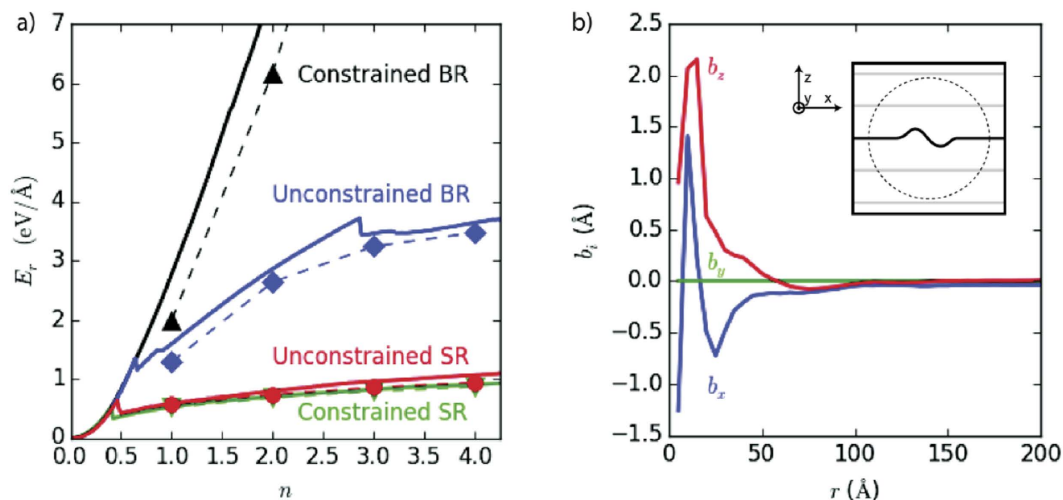 a)
7
6
5
4
3
2
1
0
E_r (eV/Å)
Constrained BR
Unconstrained BR
Unconstrained SR
Constrained SR
0.0 0.5 1.0 1.5 2.0 2.5 3.0 3.5 4.0
n
b)
2.5
2.0
1.5
1.0
0.5
0.0
−0.5
−1.0
−1.5
b_i (Å)
b_z
b_y
b_x
z
y x
0 50 100 150 200
r (Å)